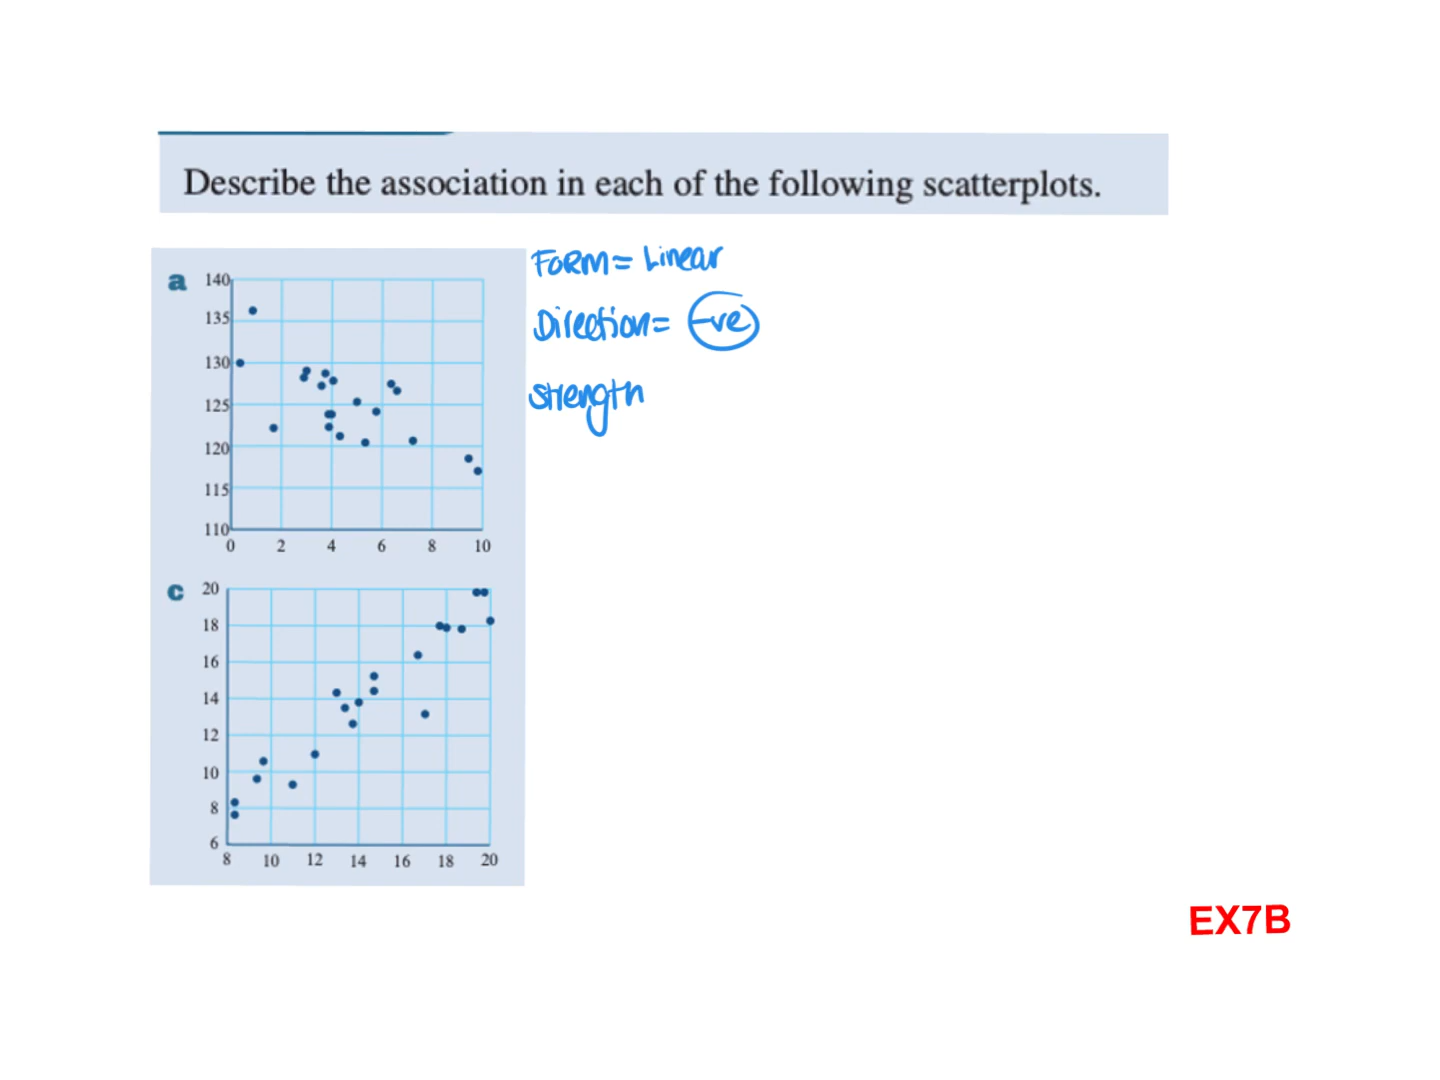 Describe the association in each of the following scatterplots.
a
140
135
130
125
120
115
110
0 2 4 6 8 10
FORM = Linear
Direction = -ve
strength
c
20
18
16
14
12
10
8
6
8 10 12 14 16 18 20
EX7B